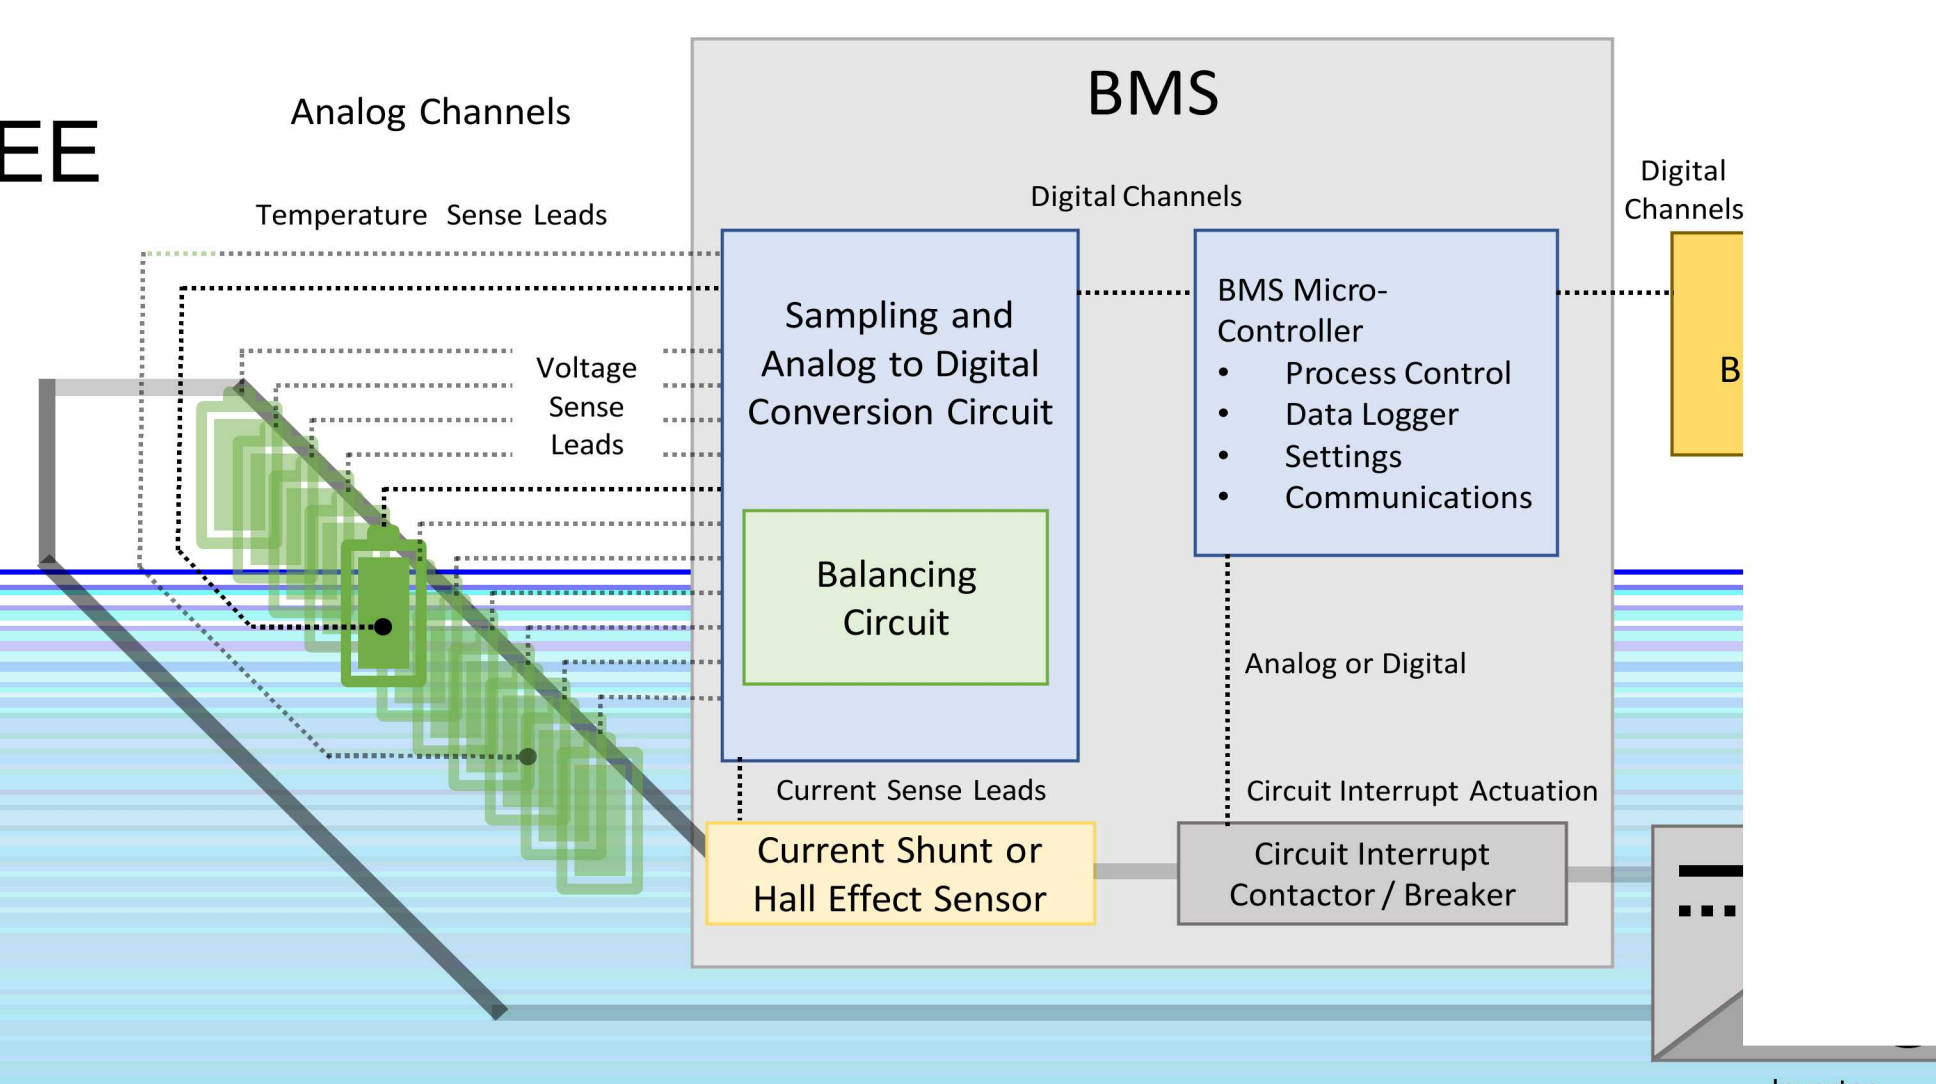 EE
Analog Channels
Temperature Sense Leads
Voltage
Sense
Leads
BMS
Digital Channels
Sampling and
Analog to Digital
Conversion Circuit
Balancing
Circuit
BMS Micro-
Controller
• Process Control
• Data Logger
• Settings
• Communications
Digital
Channels
B
Analog or Digital
Current Sense Leads
Circuit Interrupt Actuation
Current Shunt or
Hall Effect Sensor
Circuit Interrupt
Contactor / Breaker